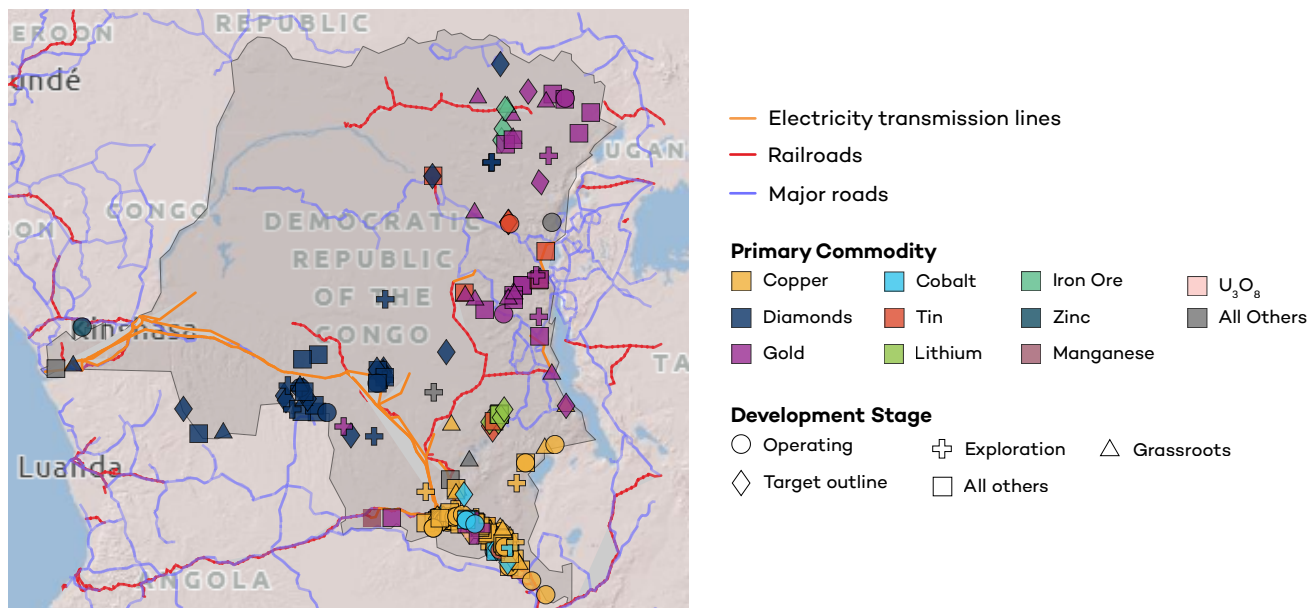 REPUBLIC
EROON
undé
UGAN
CONGO
ON
DEMOCRATIC
REPUBLIC
OF THE
CONGO
Kinshasa
TA
Luanda
ANGOLA
Electricity transmission lines
Railroads
Major roads
Primary Commodity
Copper
Cobalt
Iron Ore
U₃O₈
Diamonds
Tin
Zinc
All Others
Gold
Lithium
Manganese
Development Stage
Operating
Exploration
Grassroots
Target outline
All others